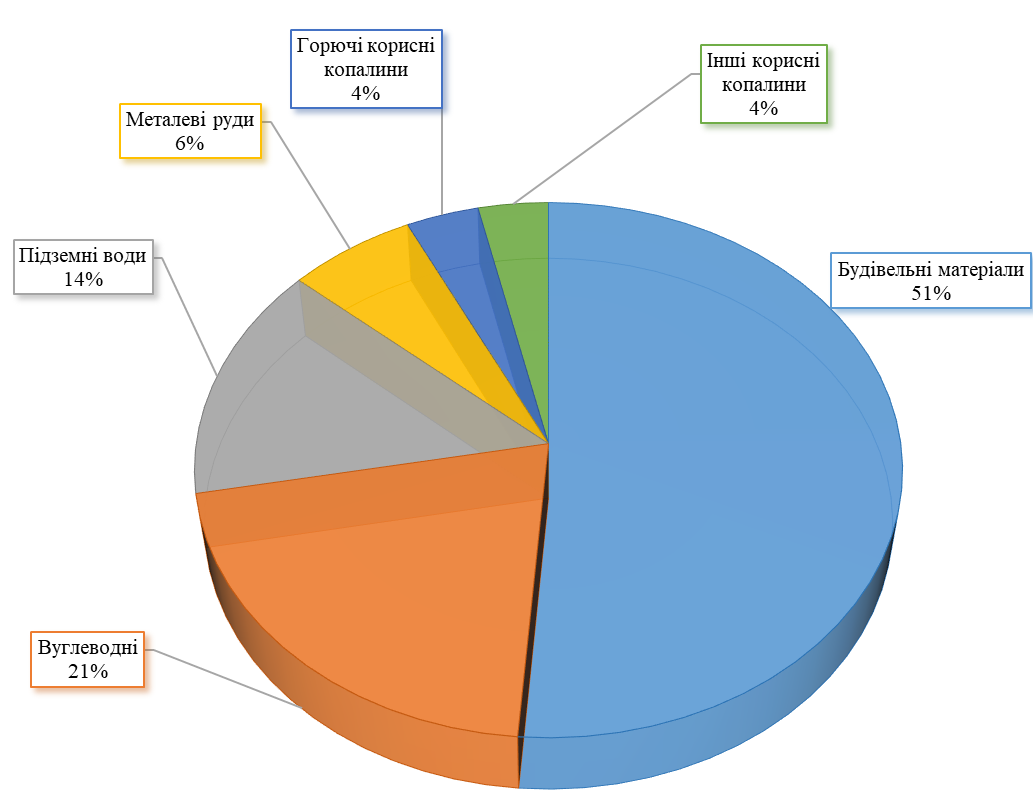 Горючі корисні
копалини
4%
Інші корисні
копалини
4%
Металеві руди
6%
Підземні води
14%
Будівельні матеріали
51%
Вуглеводні
21%